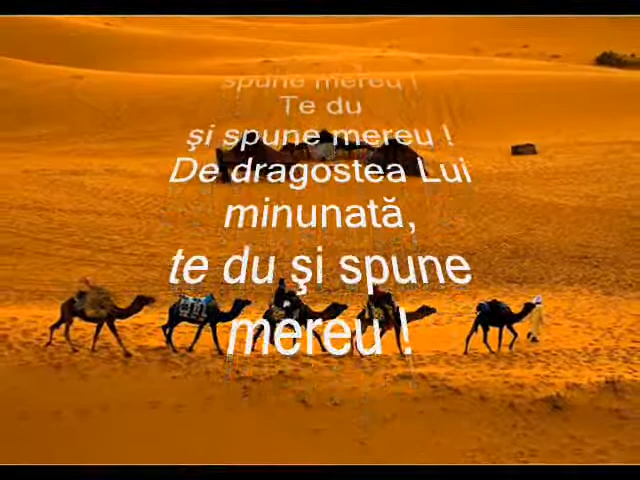 spune mereu !
Te du
şi spune mereu !
De dragostea Lui
minunată,
te du şi spune
mereu !